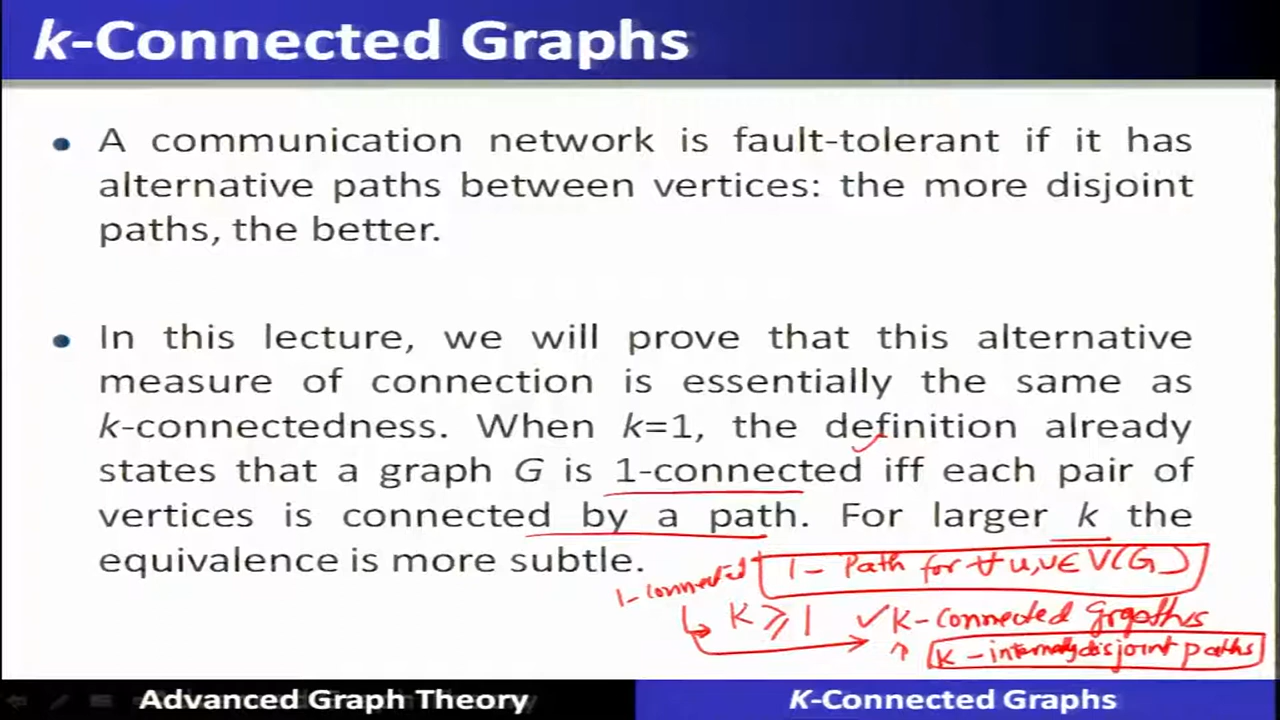 k-Connected Graphs
A communication network is fault-tolerant if it has
alternative paths between vertices: the more disjoint
paths, the better.
In this lecture, we will prove that this alternative
measure of connection is essentially the same as
k-connectedness. When k=1, the definition already
states that a graph G is 1-connected iff each pair of
vertices is connected by a path. For larger k the
equivalence is more subtle.
1-connected
1- Path for ∀ u,v ∈ V(G)
K ≥ 1 ✓ K-connected
K-internally disjoint paths
Advanced Graph Theory
K-Connected Graphs